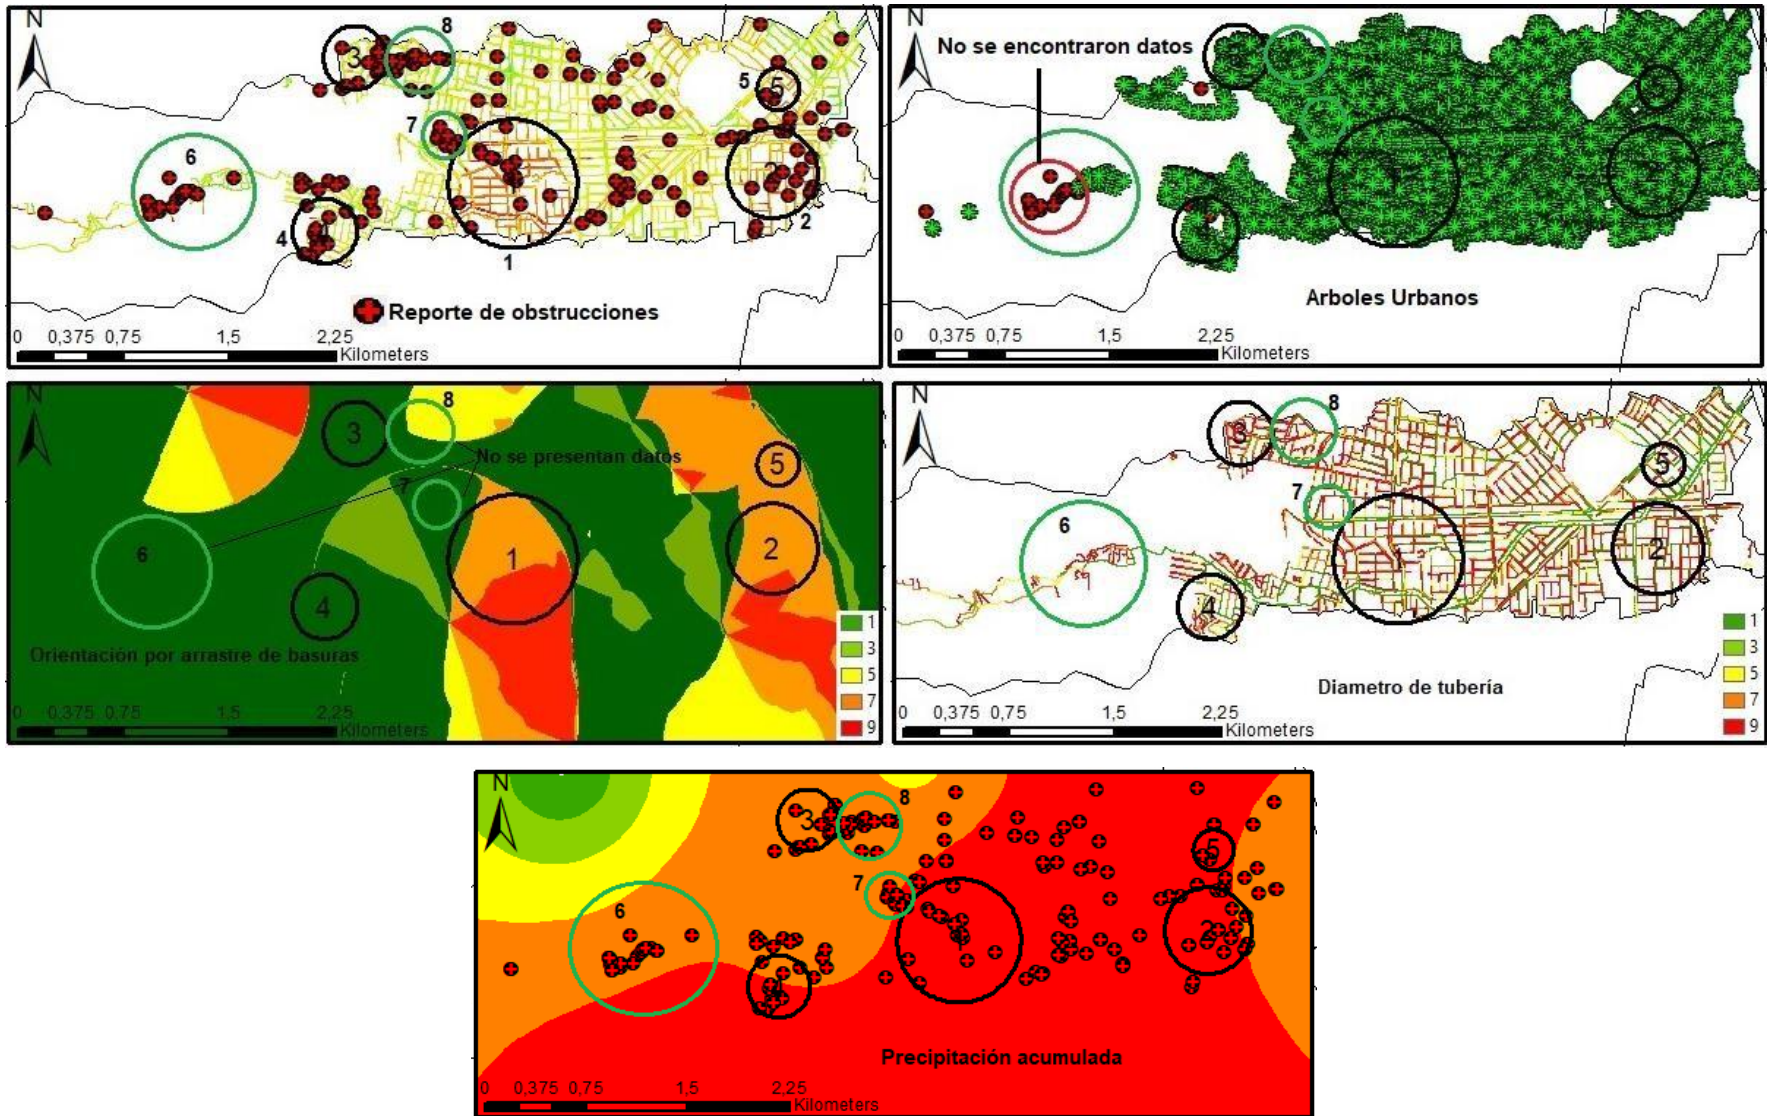 N
3
8
7
5
5
6
1
2
4
4
2
1
Reporte de obstrucciones
0 0,375 0,75 1,5 2,25
Kilometers
N
No se encontraron datos
3
5
1
2
4
Arboles Urbanos
0 0,375 0,75 1,5 2,25
Kilometers
N
3
8
No se presentan datos
5
7
6
1
2
4
Orientación por arrastre de basuras
1
3
5
7
9
0 0,375 0,75 1,5 2,25
Kilometers
N
3
8
5
7
6
1
2
4
Diametro de tubería
1
3
5
7
9
0 0,375 0,75 1,5 2,25
Kilometers
N
3
8
5
7
6
2
4
Precipitación acumulada
0 0,375 0,75 1,5 2,25
Kilometers